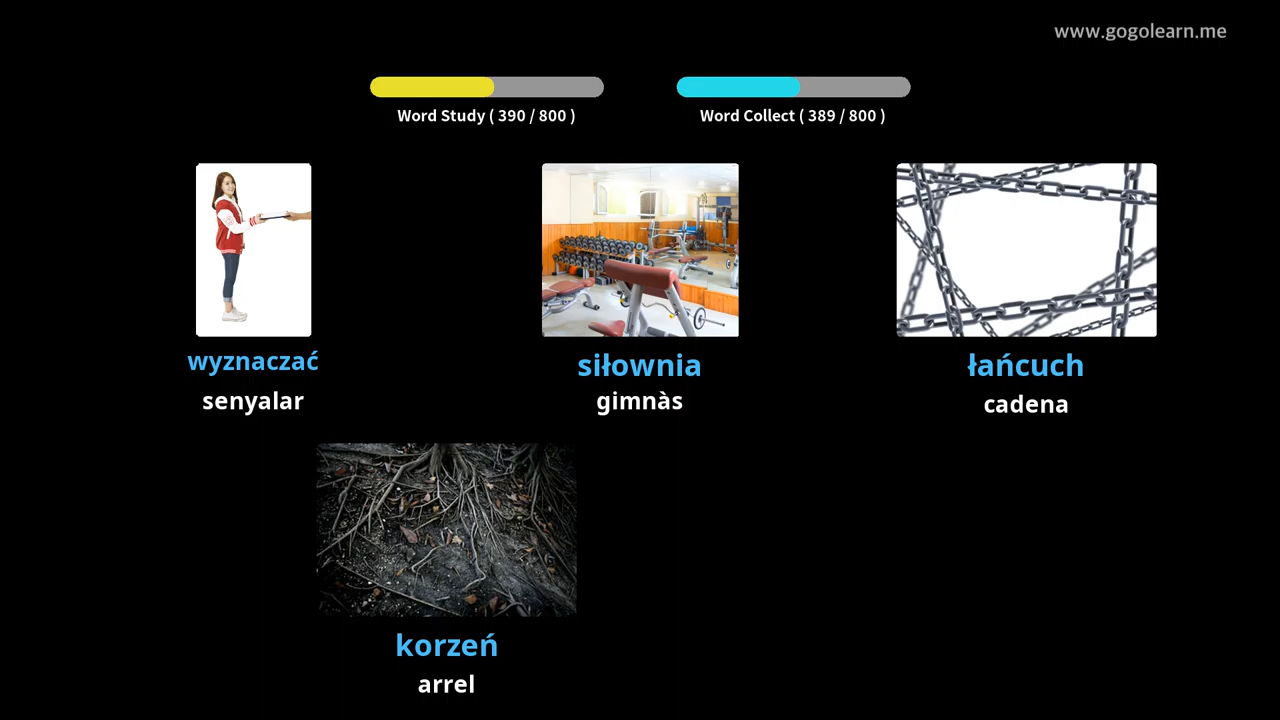 www.gogolearn.me
Word Study ( 390 / 800 )
Word Collect ( 389 / 800 )
wyznaczać
senyalar
siłownia
gimnàs
łańcuch
cadena
korzeń
arrel